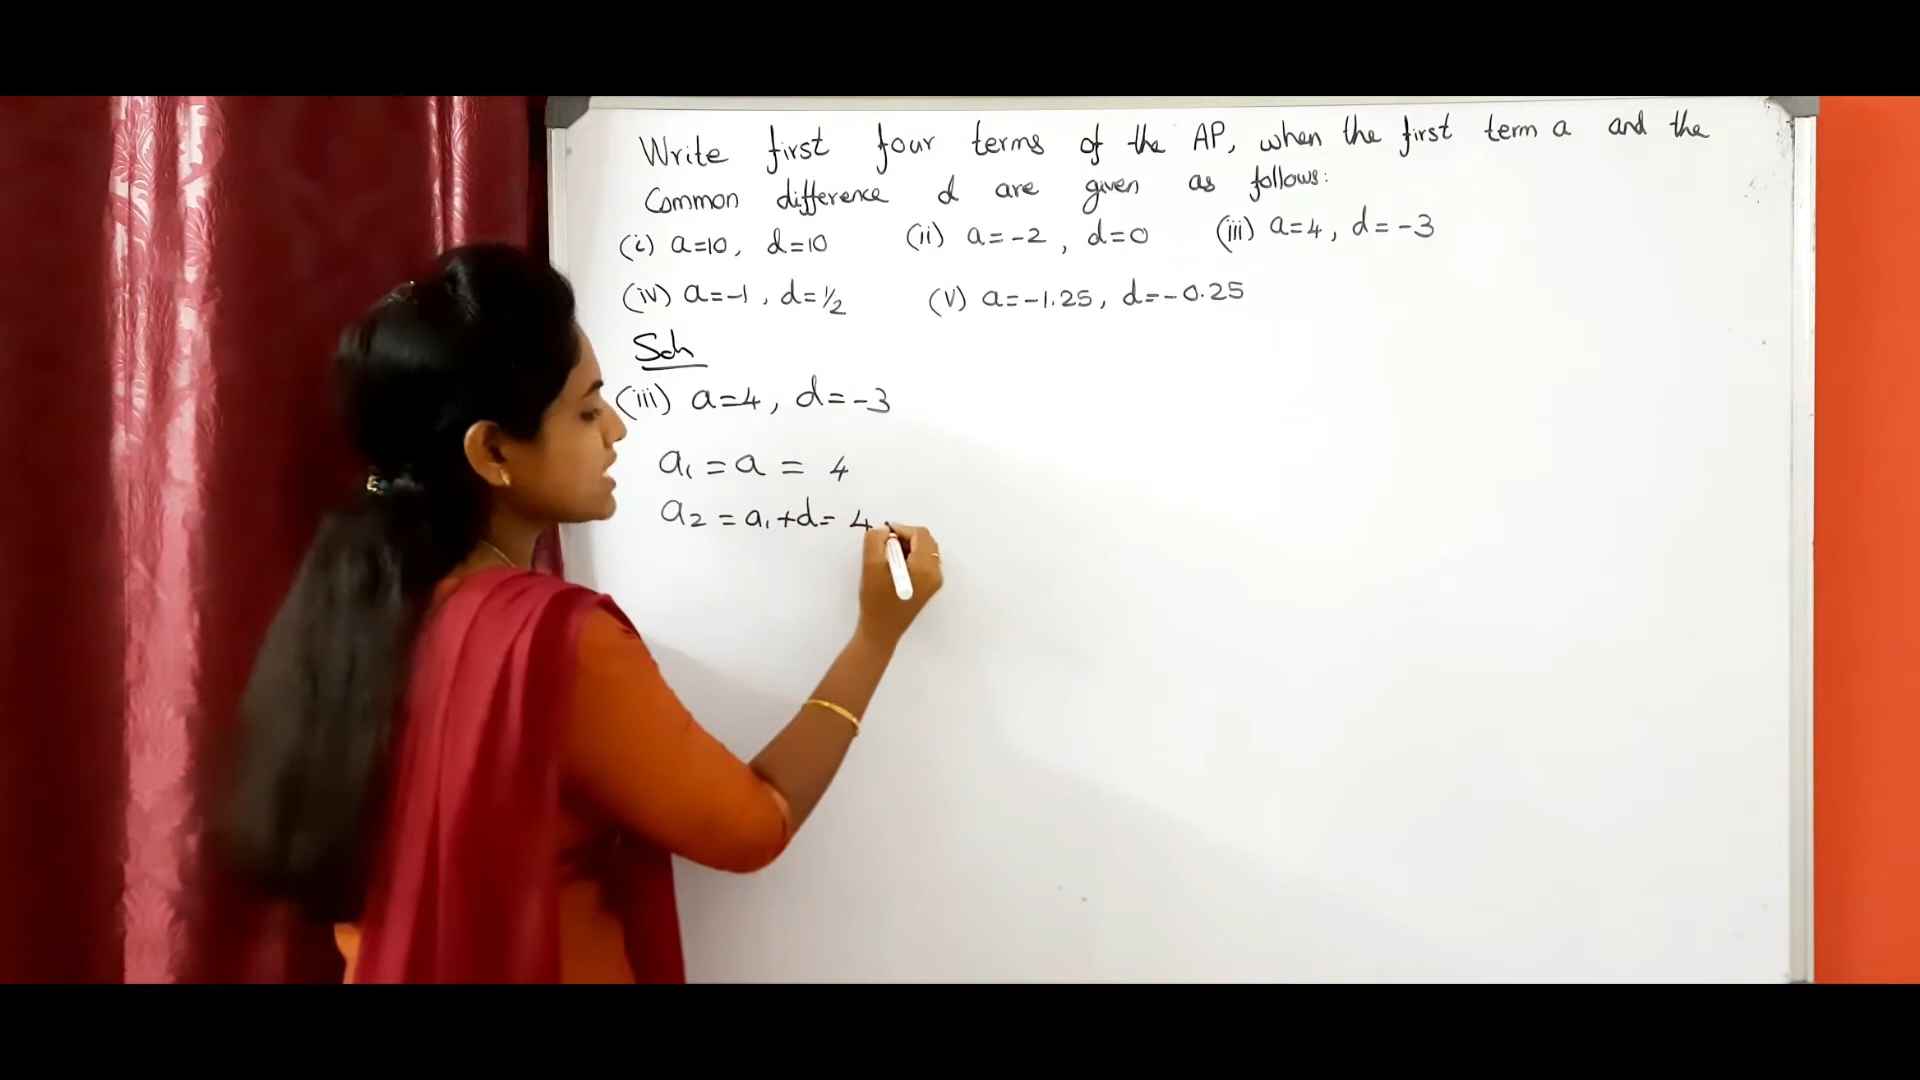 Write first four terms of the AP, when the first term a and the
Common difference d are given as follows:
(i) a=10, d=10 (ii) a=-2, d=0 (iii) a=4, d=-3
(iv) a=-1, d=1/2 (v) a=-1.25, d=-0.25
Soln
(iii) a=4, d=-3
a₁ = a = 4
a₂ = a₁+d= 4